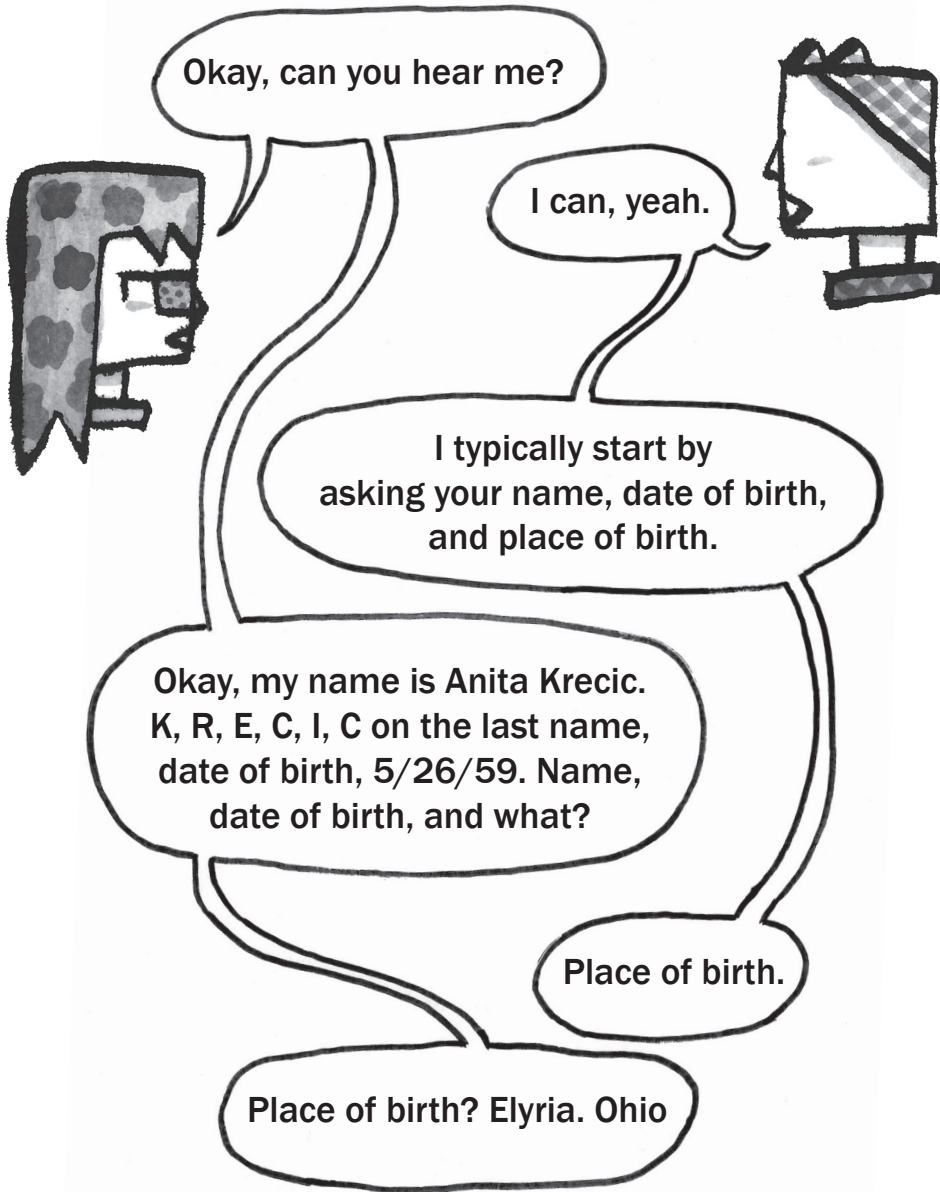 Okay, can you hear me?
I can, yeah.
I typically start by
asking your name, date of birth,
and place of birth.
Okay, my name is Anita Krecic.
K, R, E, C, I, C on the last name,
date of birth, 5/26/59. Name,
date of birth, and what?
Place of birth.
Place of birth? Elyria. Ohio